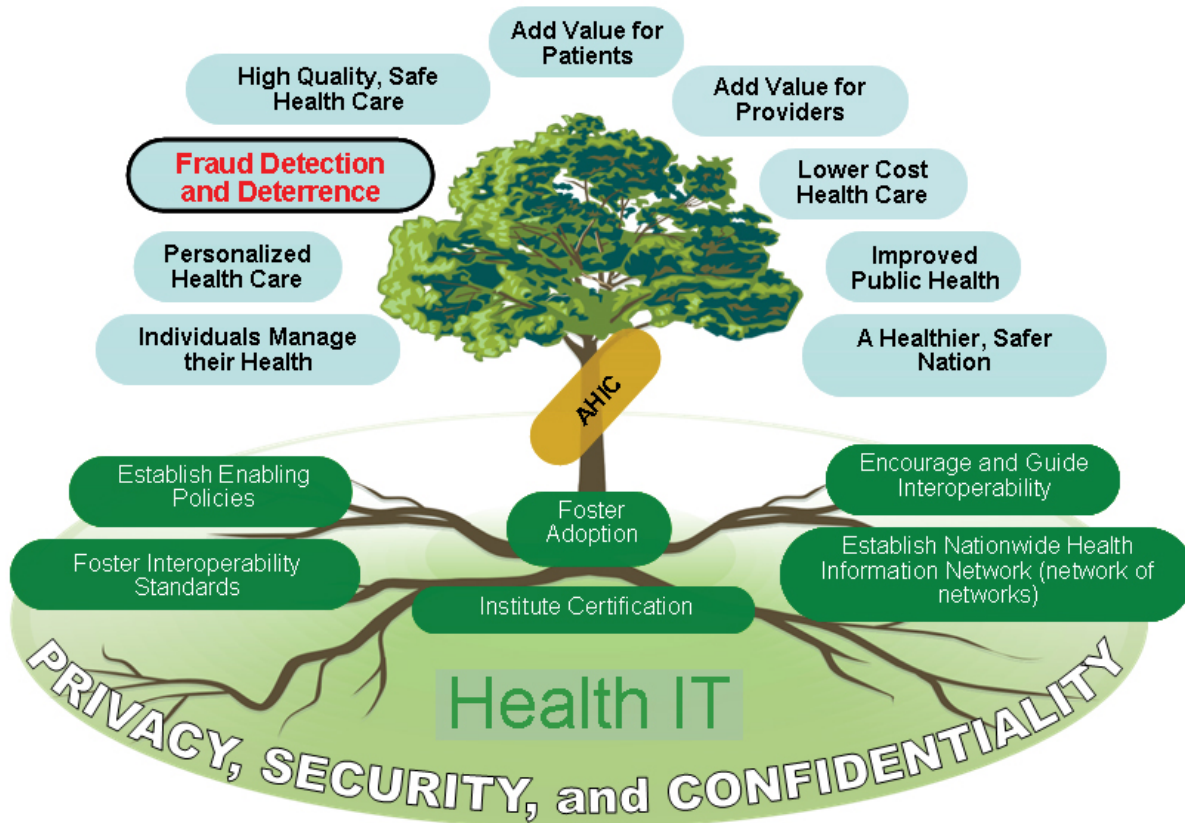 Add Value for
Patients
High Quality, Safe
Health Care
Add Value for
Providers
Fraud Detection
and Deterrence
Lower Cost
Health Care
Personalized
Health Care
Improved
Public Health
Individuals Manage
their Health
A Healthier, Safer
Nation
AHIC
Establish Enabling
Policies
Encourage and Guide
Interoperability
Foster
Adoption
Foster Interoperability
Standards
Establish Nationwide Health
Information Network (network of
networks)
Institute Certification
Health IT
PRIVACY, SECURITY, and CONFIDENTIALITY